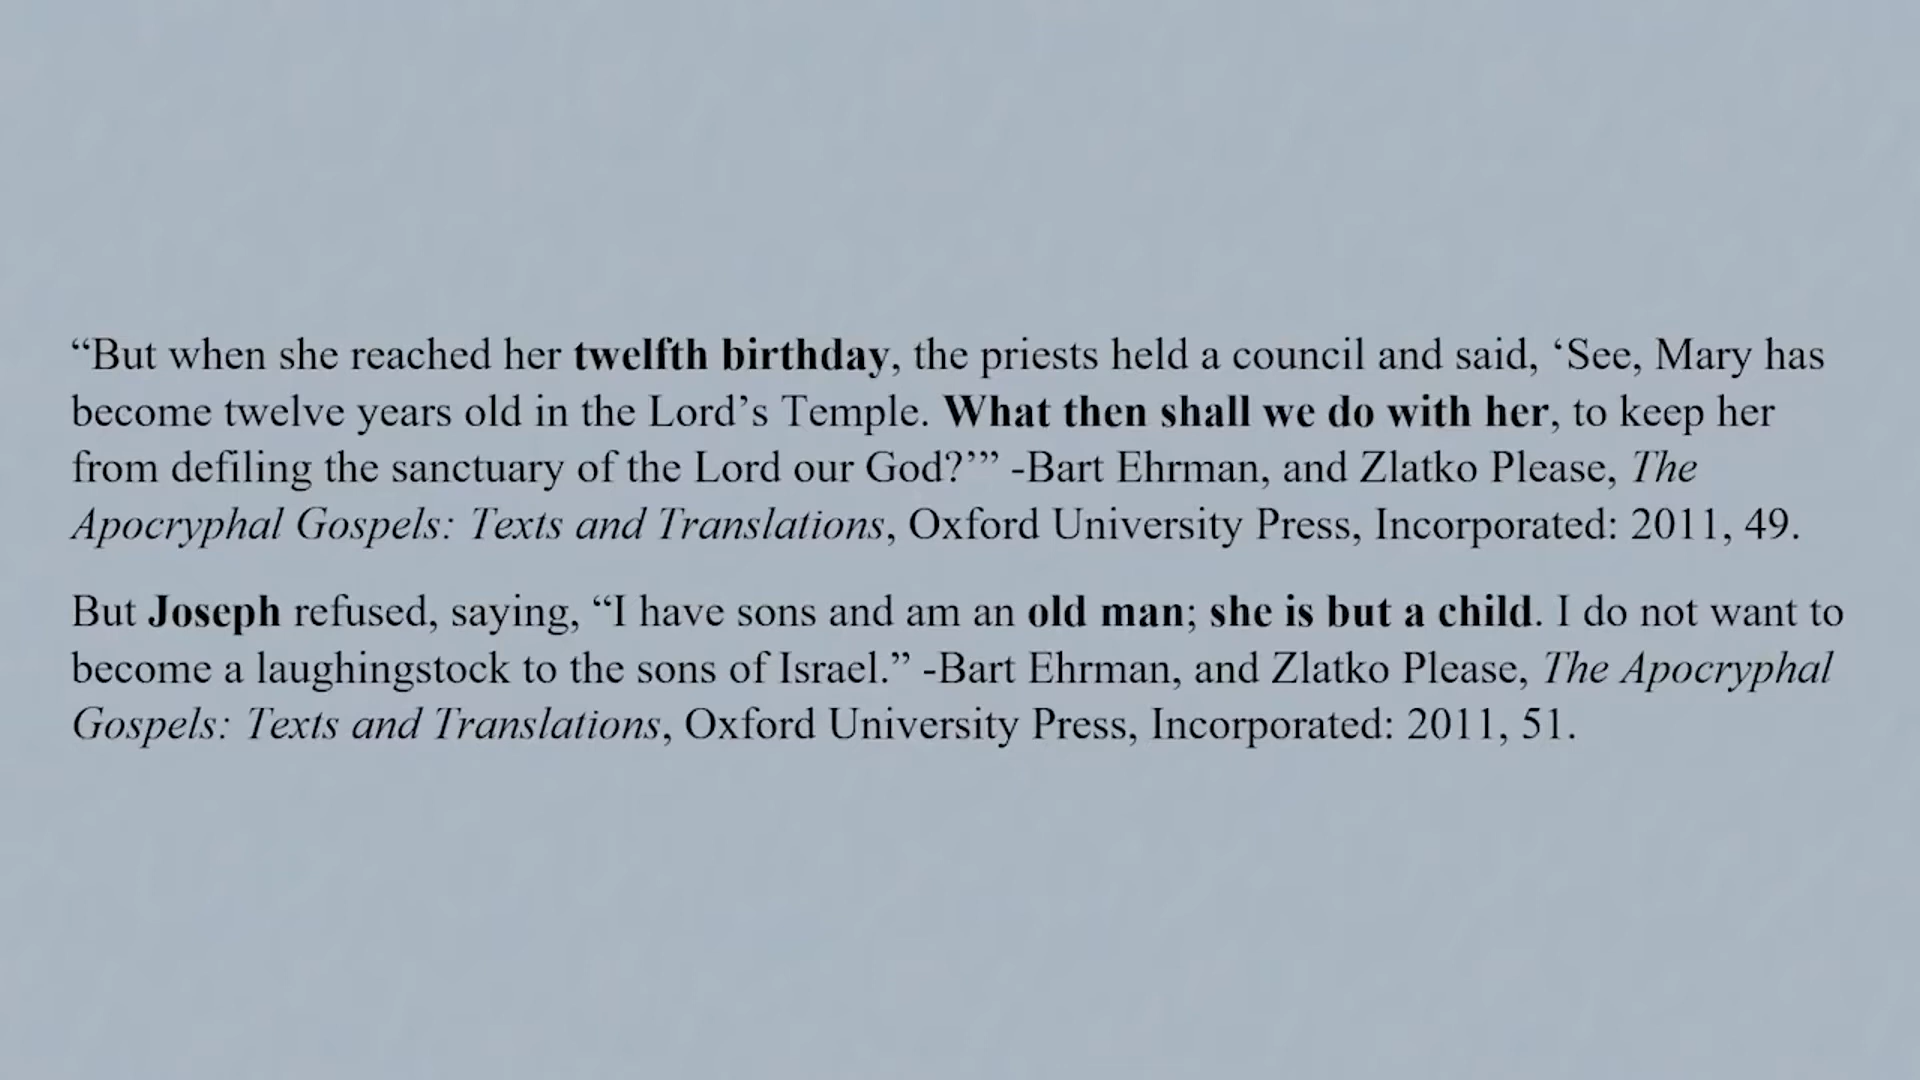 “But when she reached her twelfth birthday, the priests held a council and said, ‘See, Mary has
become twelve years old in the Lord’s Temple. What then shall we do with her, to keep her
from defiling the sanctuary of the Lord our God?’” -Bart Ehrman, and Zlatko Please, The
Apocryphal Gospels: Texts and Translations, Oxford University Press, Incorporated: 2011, 49.
But Joseph refused, saying, “I have sons and am an old man; she is but a child. I do not want to
become a laughingstock to the sons of Israel.” -Bart Ehrman, and Zlatko Please, The Apocryphal
Gospels: Texts and Translations, Oxford University Press, Incorporated: 2011, 51.